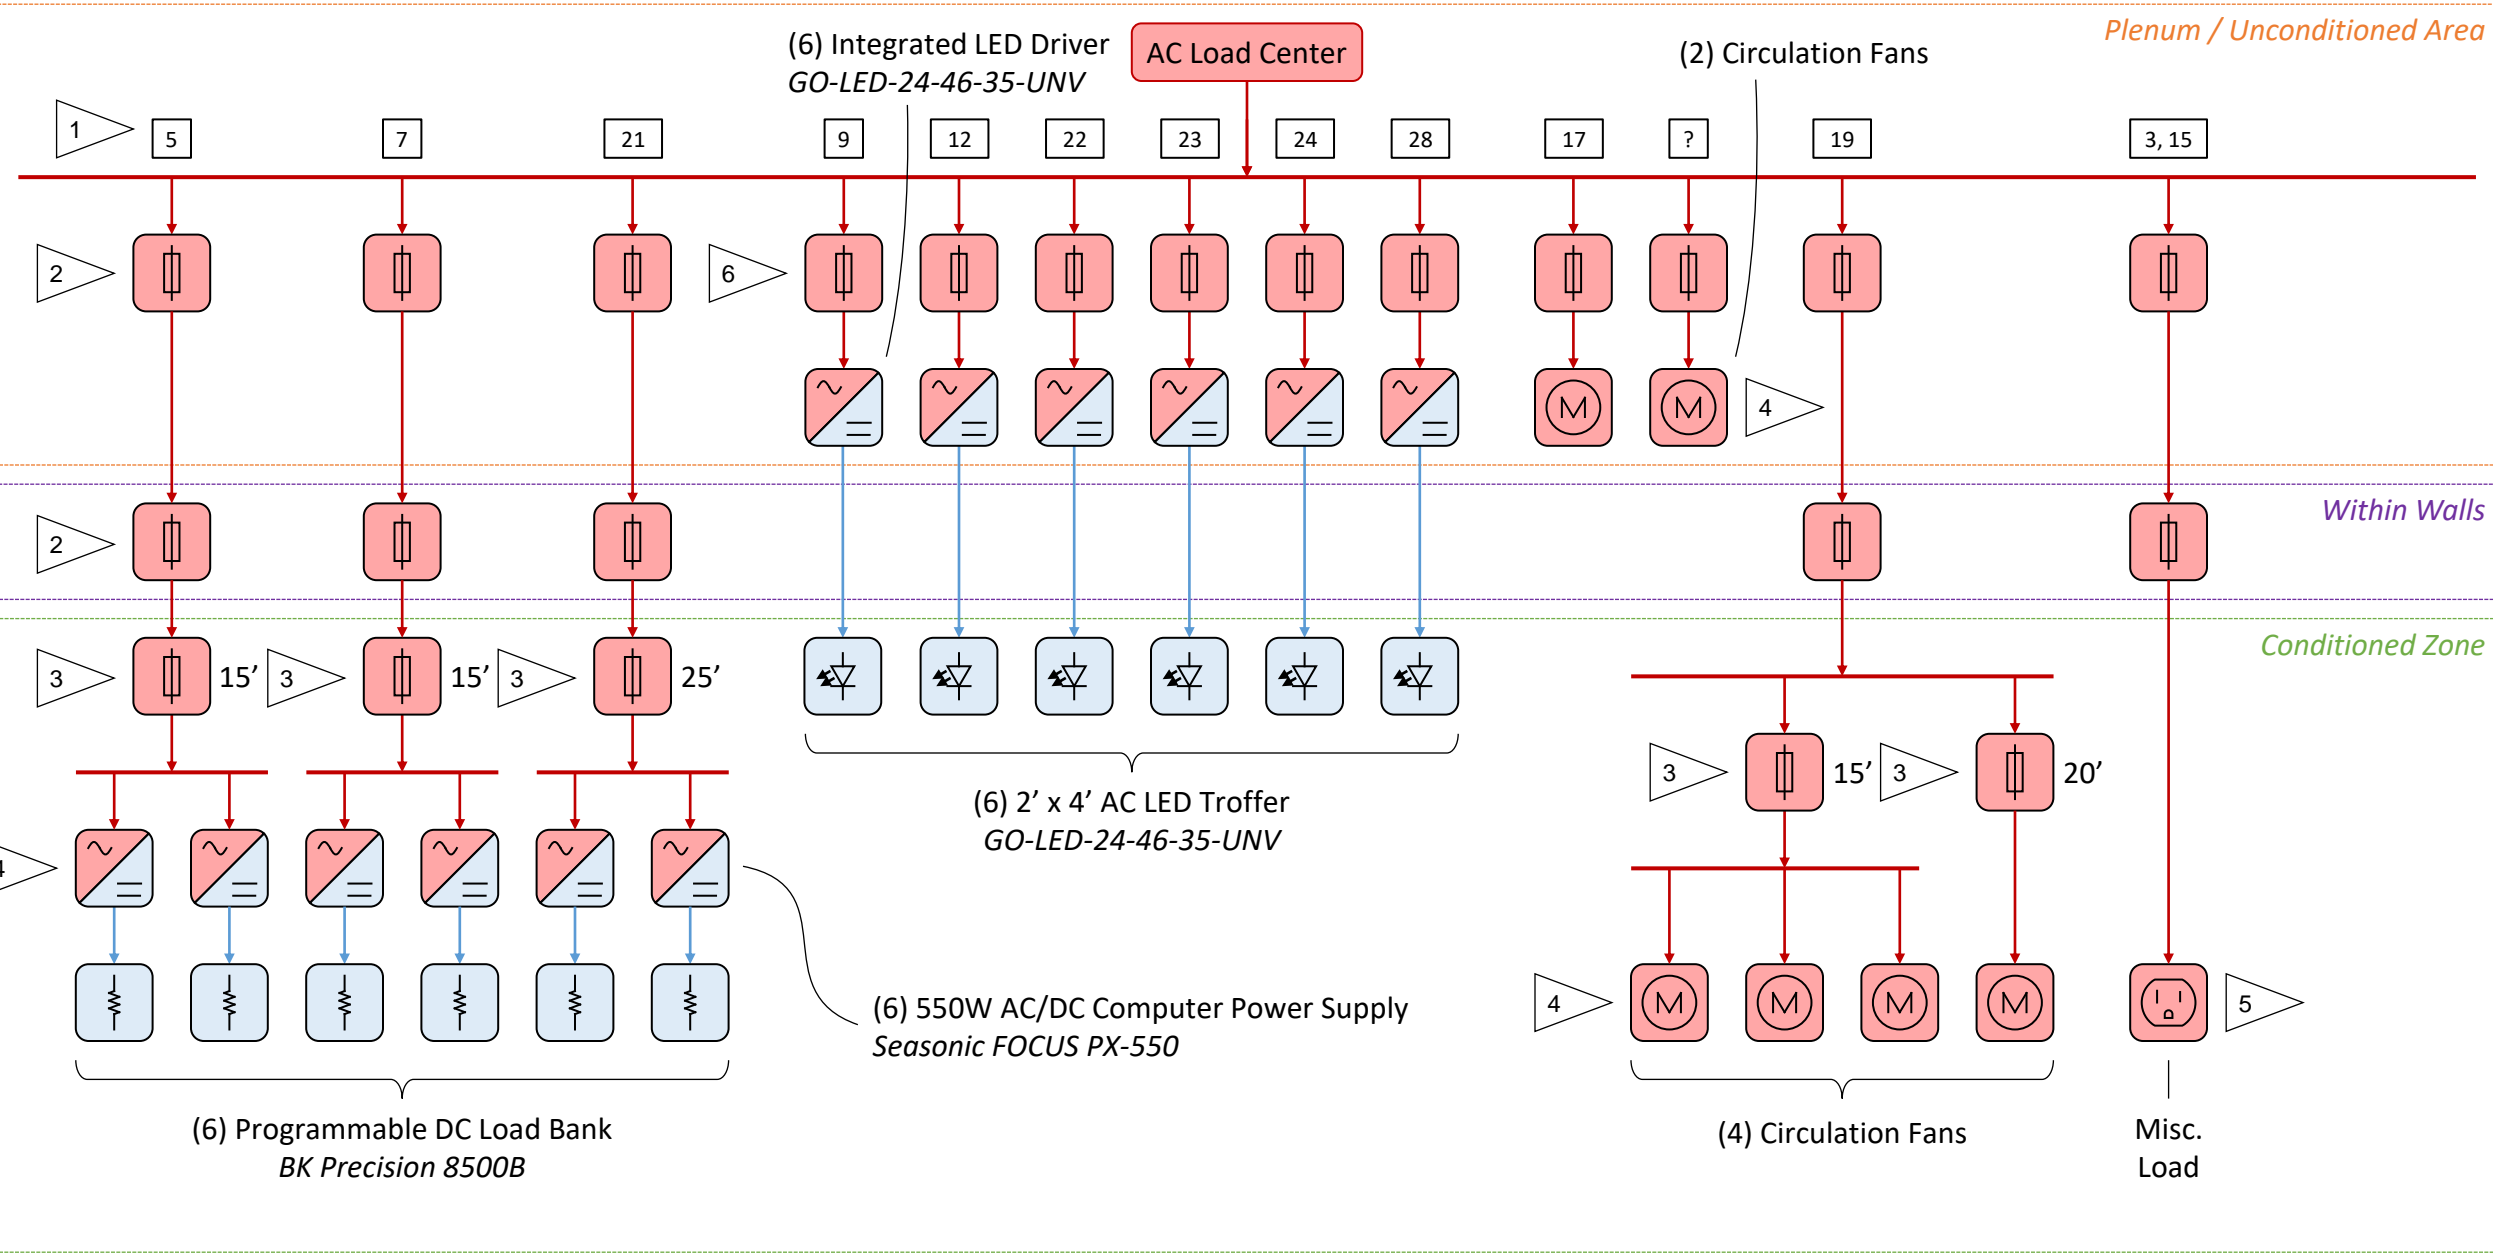 Plenum / Unconditioned Area
(6) Integrated LED Driver
GO-LED-24-46-35-UNV
AC Load Center
(2) Circulation Fans
1
5
7
21
9
12
22
23
24
28
17
?
19
3, 15
2
6
4
Within Walls
2
Conditioned Zone
3
15’
3
15’
3
25’
3
15’
3
20’
(6) 2’ x 4’ AC LED Troffer
GO-LED-24-46-35-UNV
4
(6) 550W AC/DC Computer Power Supply
Seasonic FOCUS PX-550
4
M
M
M
M
M
M
5
(6) Programmable DC Load Bank
BK Precision 8500B
(4) Circulation Fans
Misc.
Load